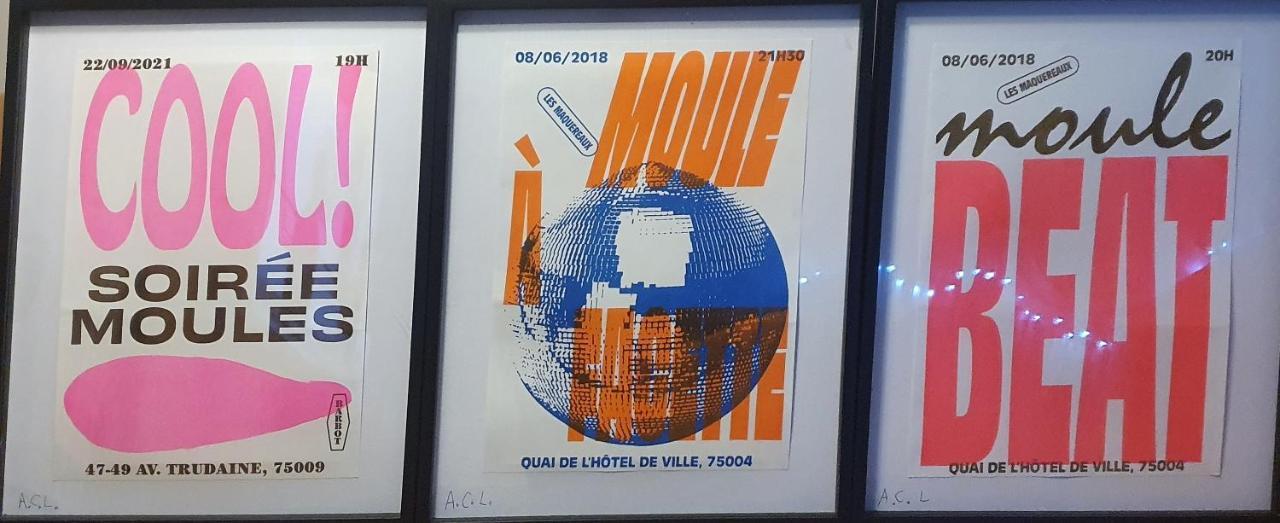 22/09/2021 19H
COOL!
SOIRÉE
MOULES
BARBOT
47-49 AV. TRUDAINE, 75009
A.C.L.
08/06/2018 21H30
LES MAQUEREAUX
MOULE
À
MOITIÉ
QUAI DE L'HÔTEL DE VILLE, 75004
A.C.L.
08/06/2018 20H
LES MAQUEREAUX
moule
BEAT
QUAI DE L'HÔTEL DE VILLE, 75004
A.C.L